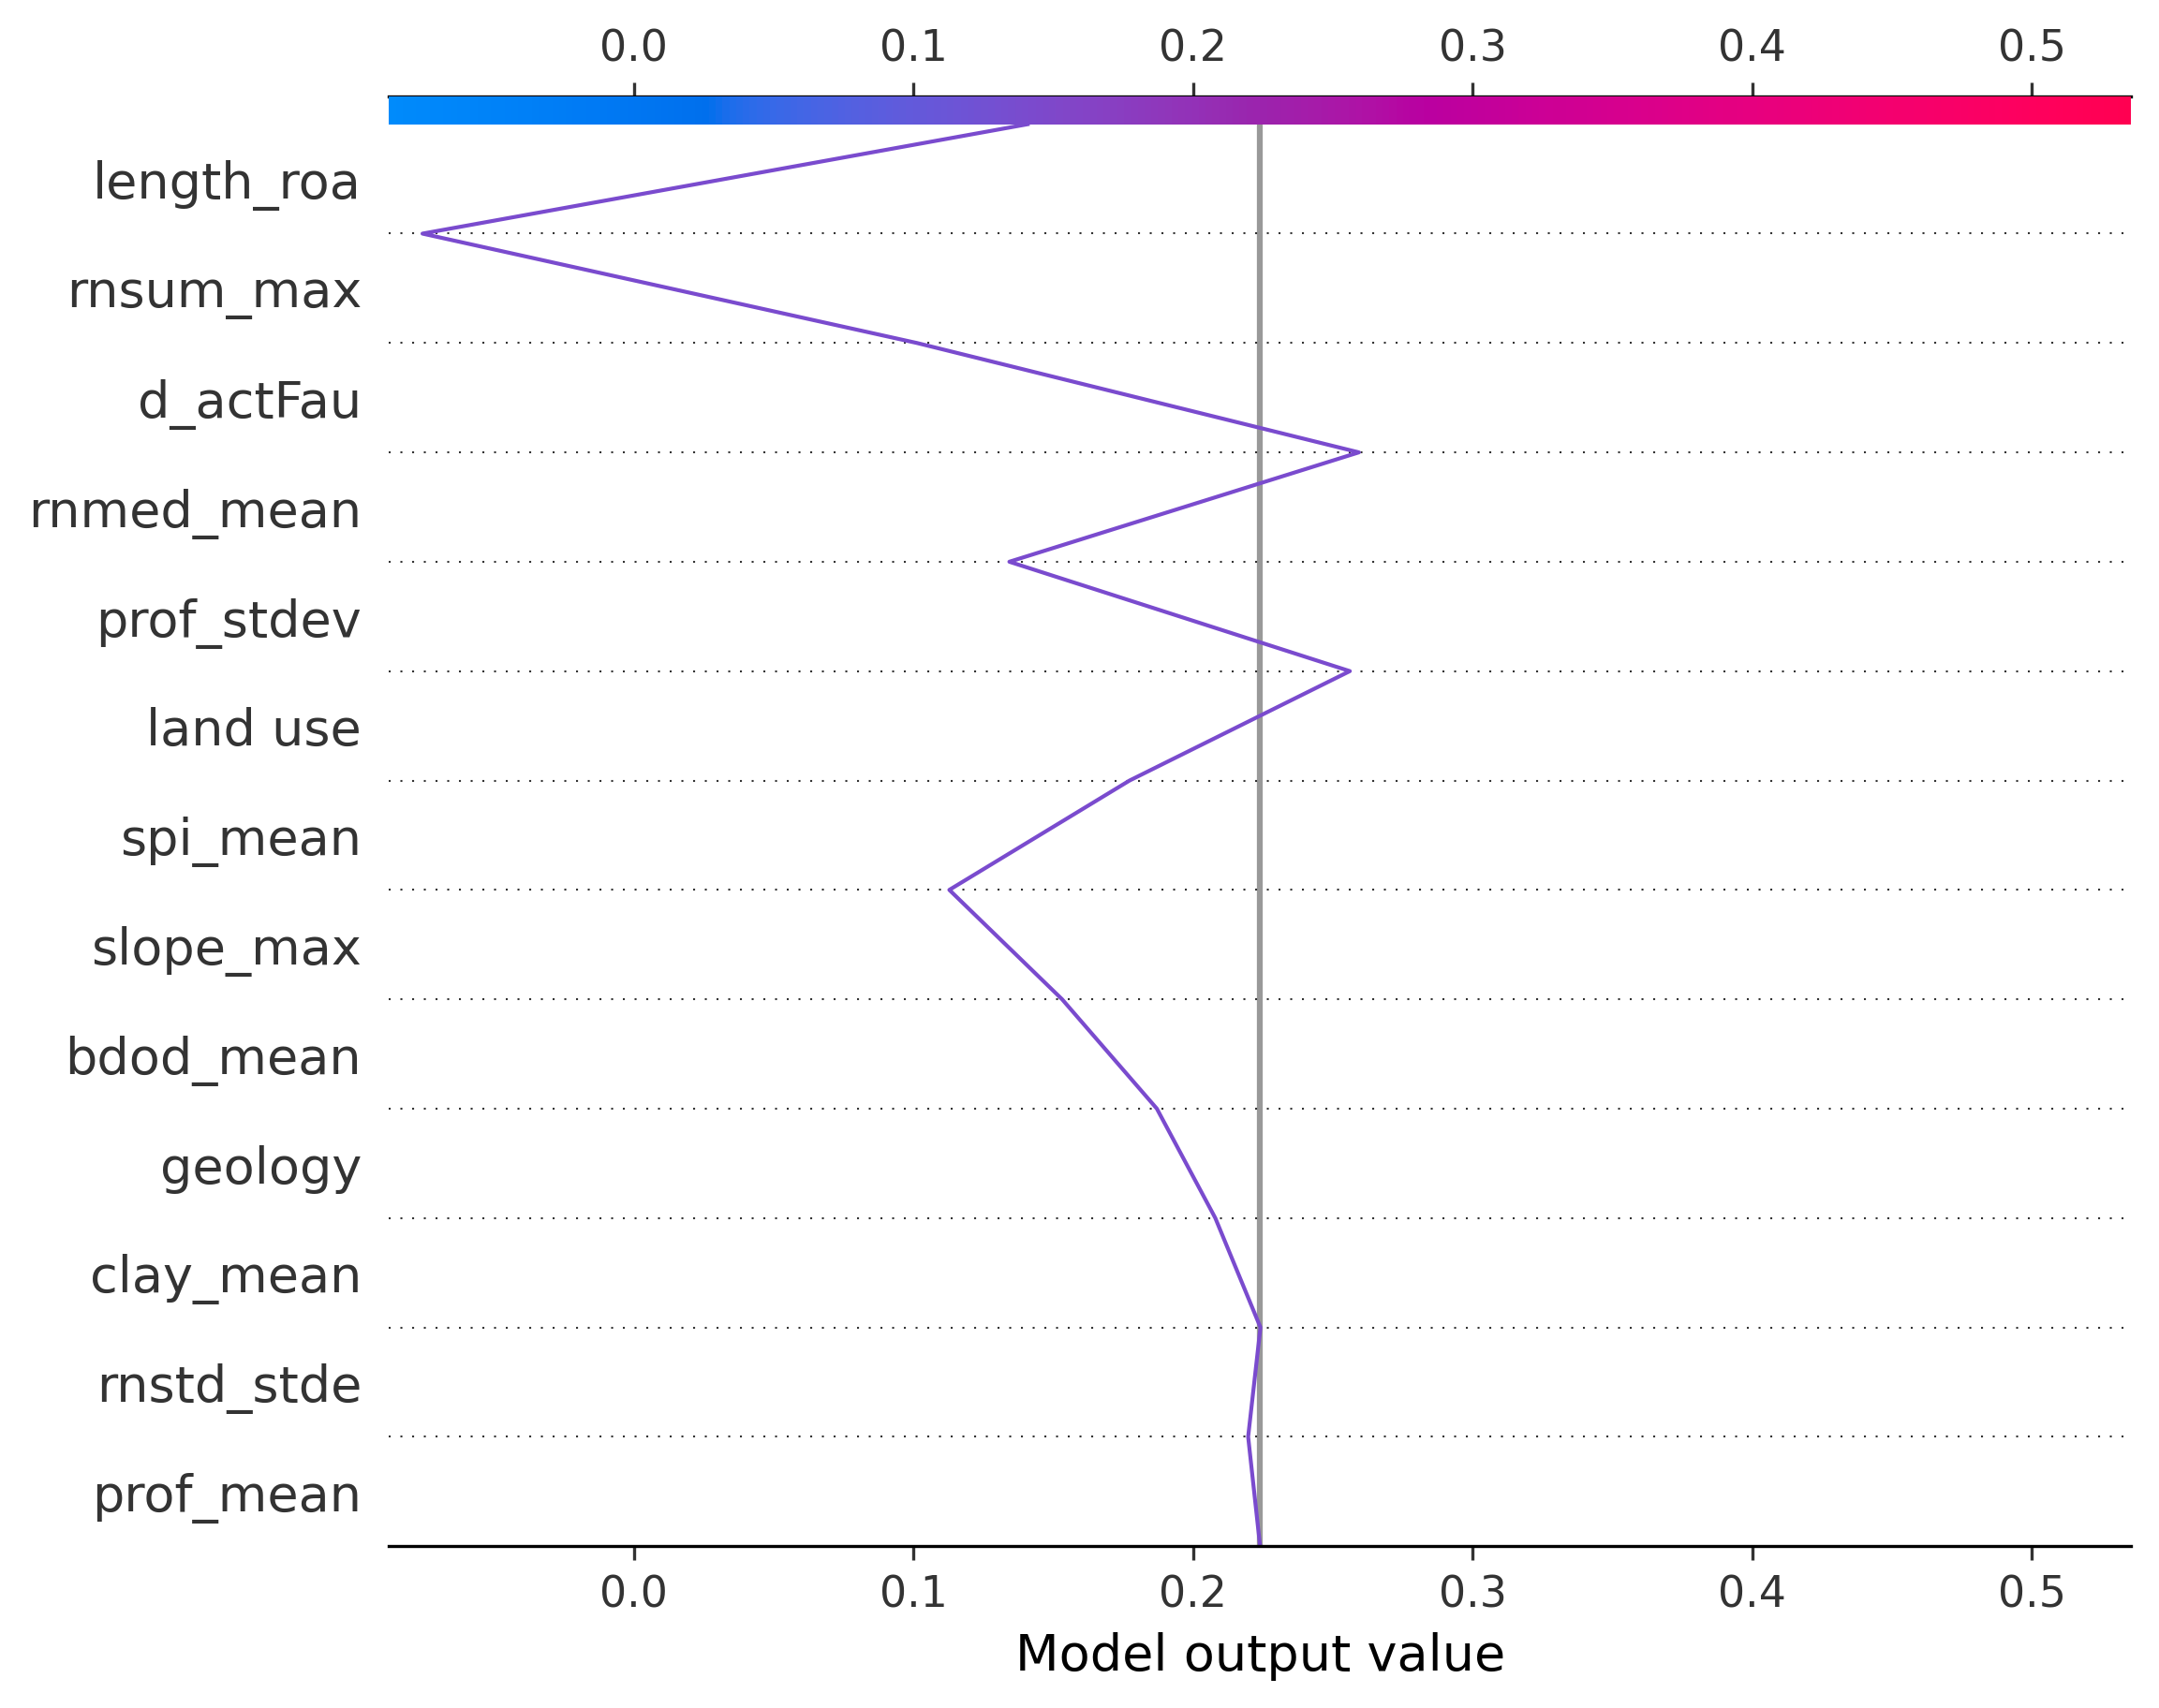 0.0 0.1 0.2 0.3 0.4 0.5
length_roa
rnsum_max
d_actFau
rnmed_mean
prof_stdev
land use
spi_mean
slope_max
bdod_mean
geology
clay_mean
rnstd_stde
prof_mean
0.0 0.1 0.2 0.3 0.4 0.5
Model output value